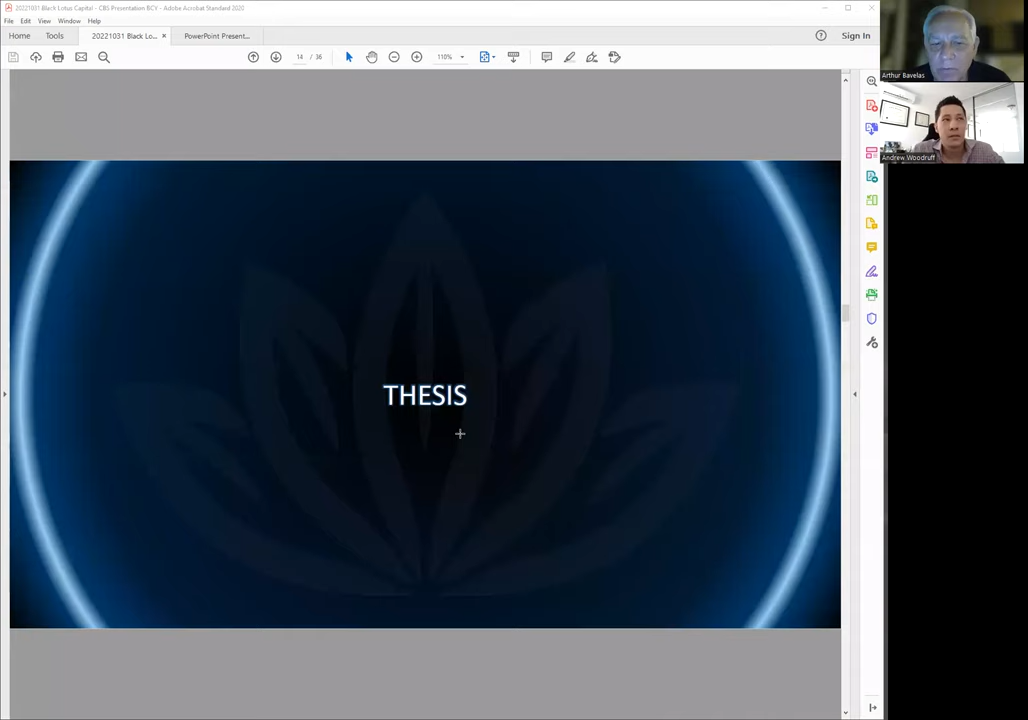 20221031 Black Lotus Capital - CBS Presentation BCY - Adobe Acrobat Standard 2020
File Edit View Window Help
Home Tools 20221031 Black Lo... × PowerPoint Present... Sign In
14 / 36 110%
Arthur Bavelas
Andrew Woodruff
THESIS